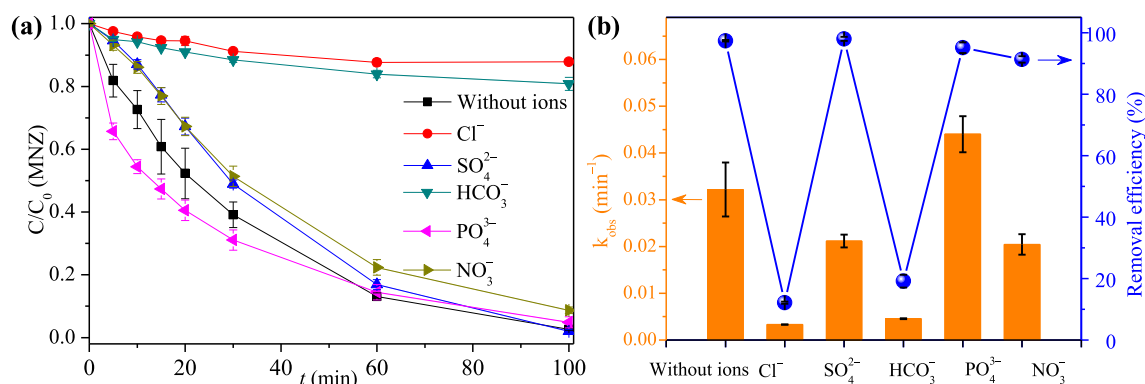 (a)
C/C₀ (MNZ)
1.0
0.8
0.6
0.4
0.2
0.0
0
20
40
60
80
100
t (min)
Without ions
Cl⁻
SO₄²⁻
HCO₃⁻
PO₄³⁻
NO₃⁻
(b)
k_obs (min⁻¹)
0.06
0.05
0.04
0.03
0.02
0.01
0.00
Without ions Cl⁻ SO₄²⁻ HCO₃⁻ PO₄³⁻ NO₃⁻
100
80
60
40
20
0
Removal efficiency (%)